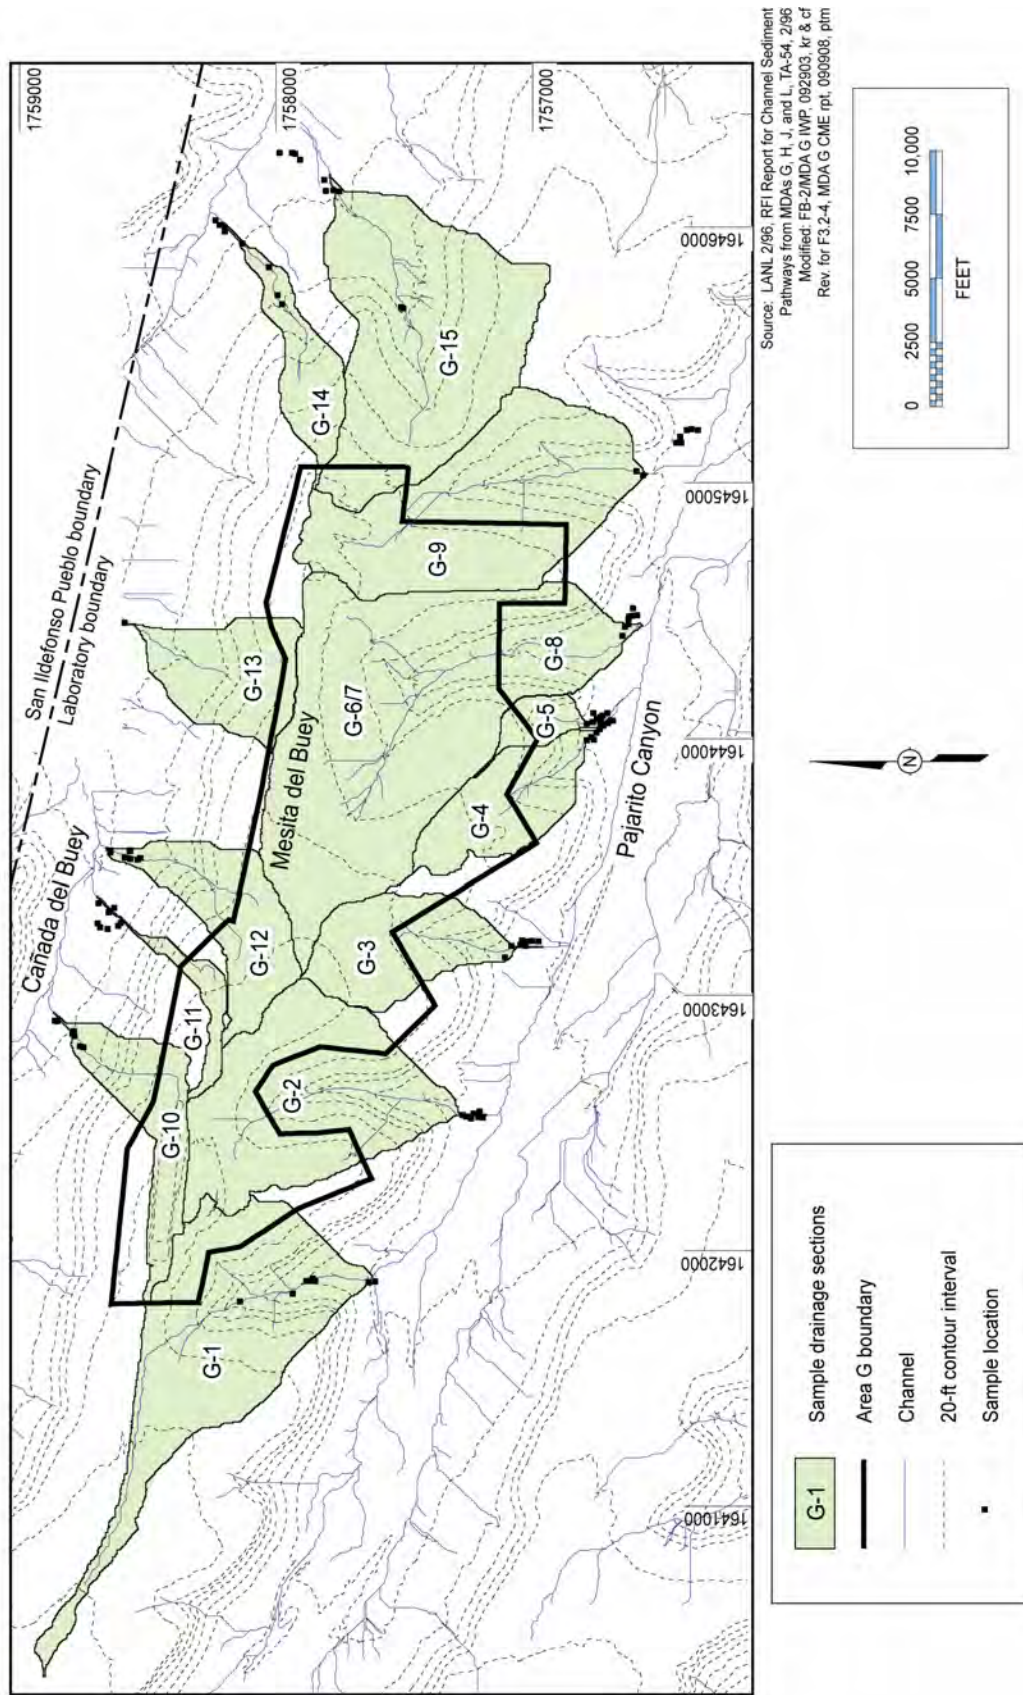 1759000
1758000
1757000
San Ildefonso Pueblo boundary
Laboratory boundary
Cañada del Buey
Mesita del Buey
Pajarito Canyon
G-1
G-2
G-3
G-4
G-5
G-6/7
G-8
G-9
G-10
G-11
G-12
G-13
G-14
G-15
1641000
1642000
1643000
1644000
1645000
1646000
G-1
Sample drainage sections
Area G boundary
Channel
20-ft contour interval
Sample location
N
Source: LANL 2/96, RFI Report for Channel Sediment
Pathways from MDAs G, H, J, and L, TA-54, 2/96
Modified: FB-2/MDA G IWP, 092903, kr & cf
Rev. for F3.2-4, MDA G CME rpt, 090908, ptm
0 2500 5000 7500 10,000
FEET